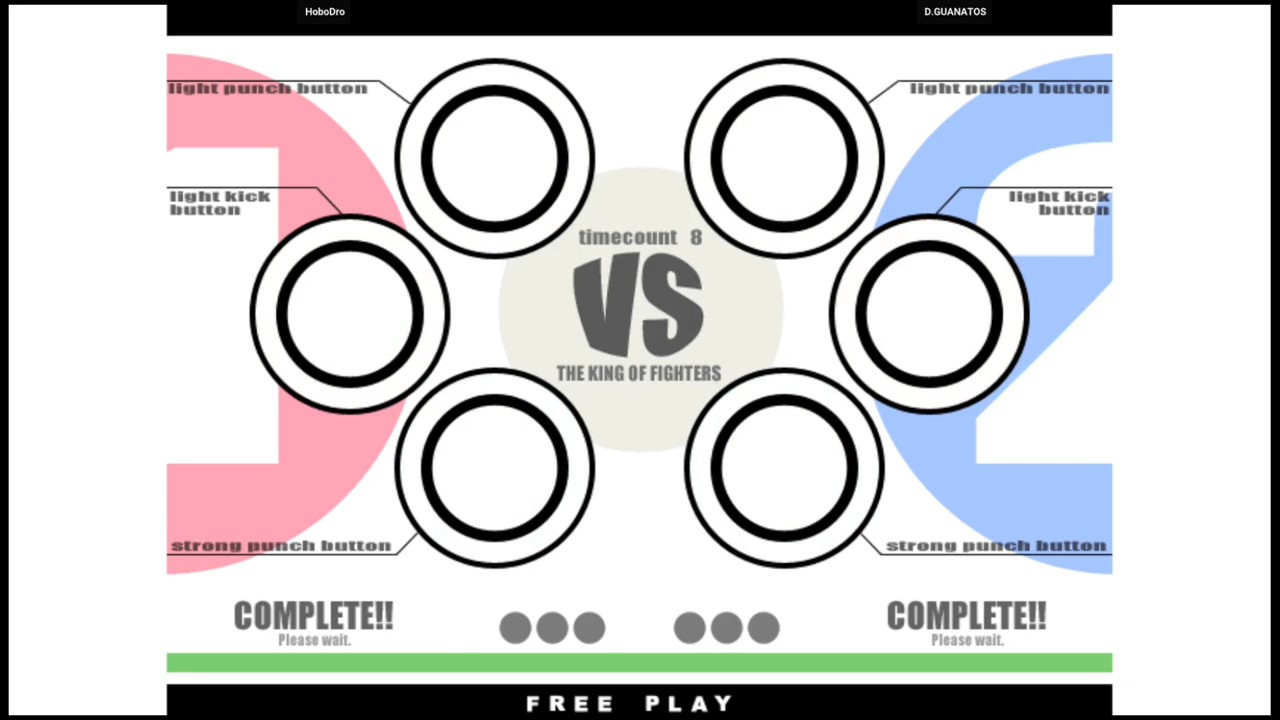 HoboDro
D.GUANATOS
light punch button
light punch button
light kick
button
light kick
button
timecount 8
VS
THE KING OF FIGHTERS
strong punch button
strong punch button
COMPLETE!!
Please wait.
COMPLETE!!
Please wait.
FREE PLAY